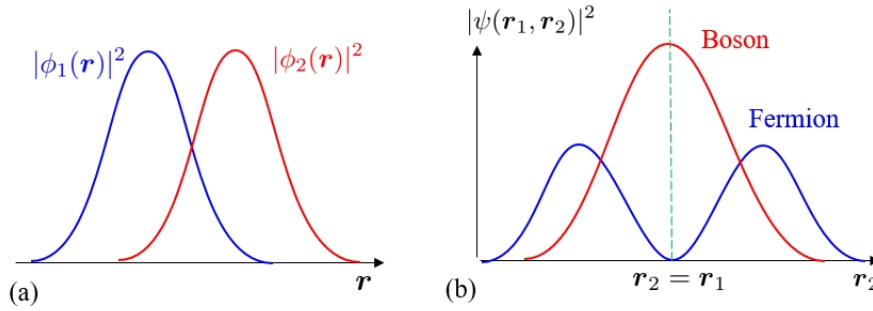 |ϕ₁(r)|²
|ϕ₂(r)|²
r
(a)
|ψ(r₁, r₂)|²
Boson
Fermion
r₂ = r₁
r₂
(b)